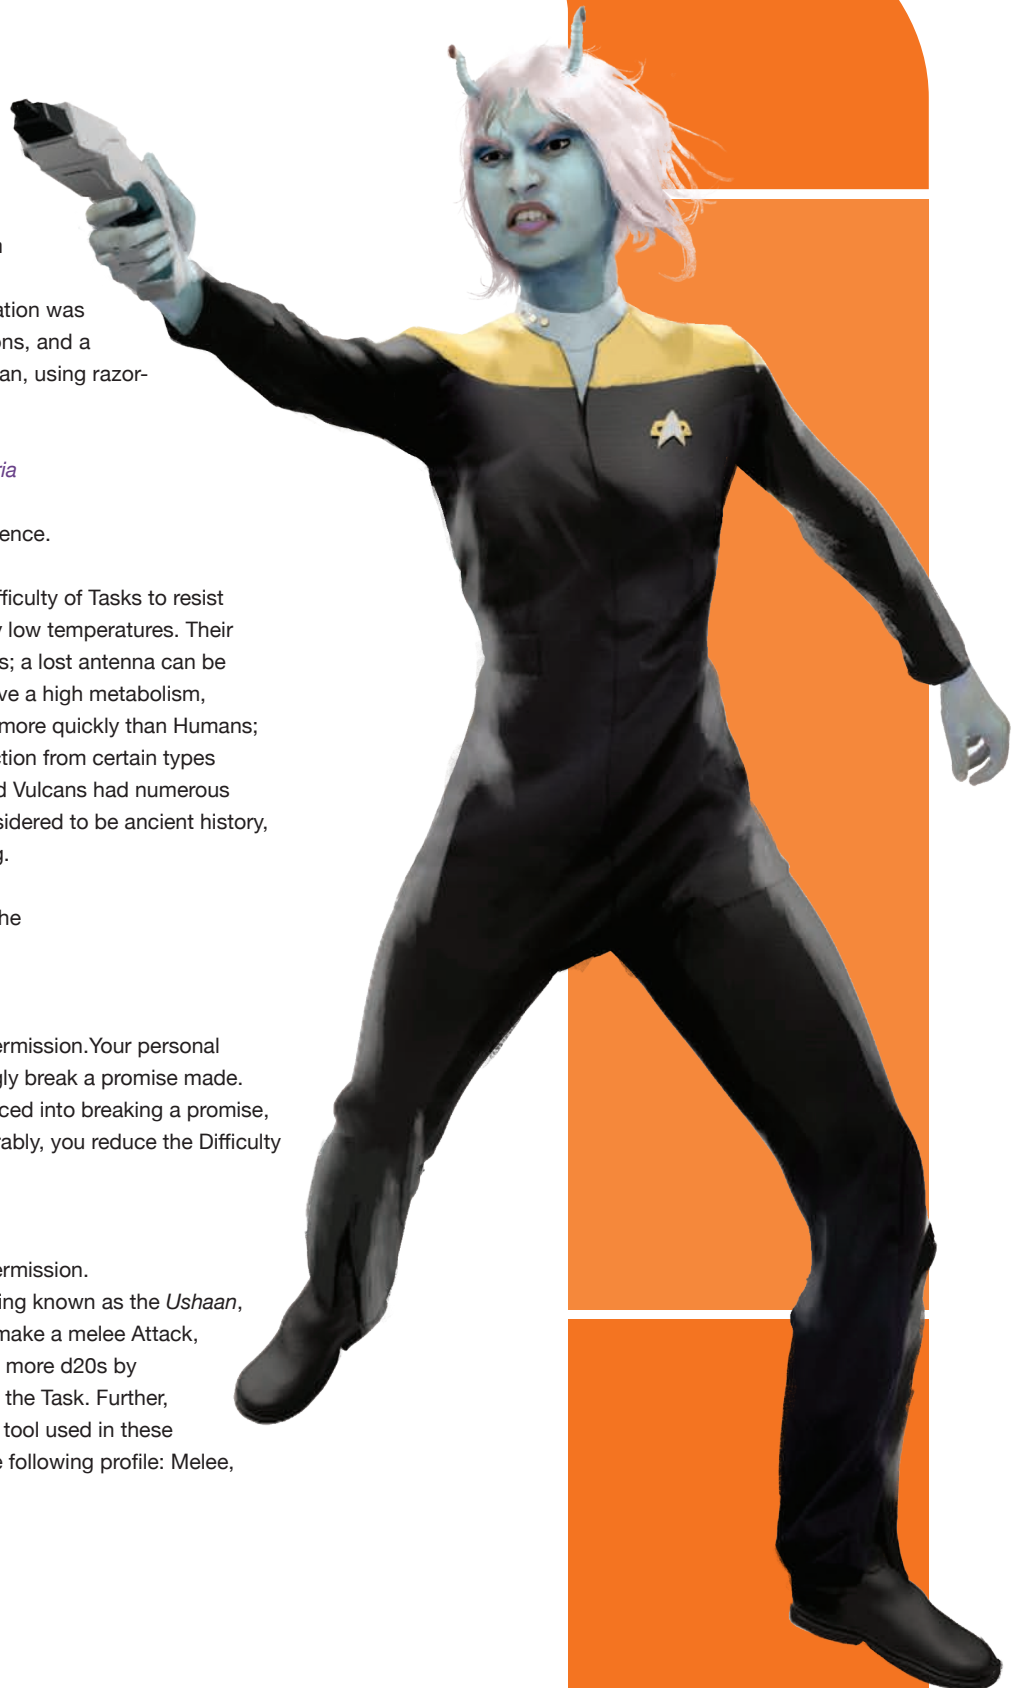 ation was
ons, and a
an, using razor-
ria
ence.
fficulty of Tasks to resist
y low temperatures. Their
s; a lost antenna can be
ve a high metabolism,
more quickly than Humans;
ction from certain types
d Vulcans had numerous
sidered to be ancient history,
g.
he
ermission.Your personal
gly break a promise made.
ced into breaking a promise,
rably, you reduce the Difficulty
ermission.
ing known as the Ushaan,
make a melee Attack,
more d20s by
the Task. Further,
tool used in these
e following profile: Melee,